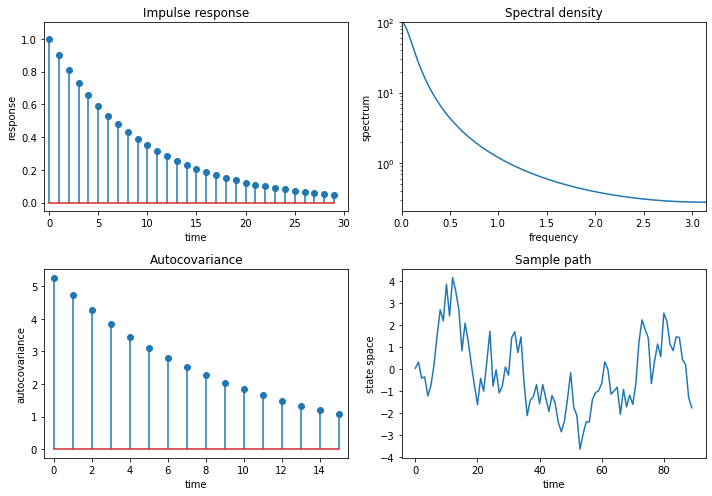 Impulse response
1.0
0.8
0.6
0.4
0.2
0.0
response
0 5 10 15 20 25 30
time
Spectral density
10²
10¹
10⁰
spectrum
0.0 0.5 1.0 1.5 2.0 2.5 3.0
frequency
Autocovariance
5
4
3
2
1
0
autocovariance
0 2 4 6 8 10 12 14
time
Sample path
4
3
2
1
0
−1
−2
−3
−4
state space
0 20 40 60 80
time